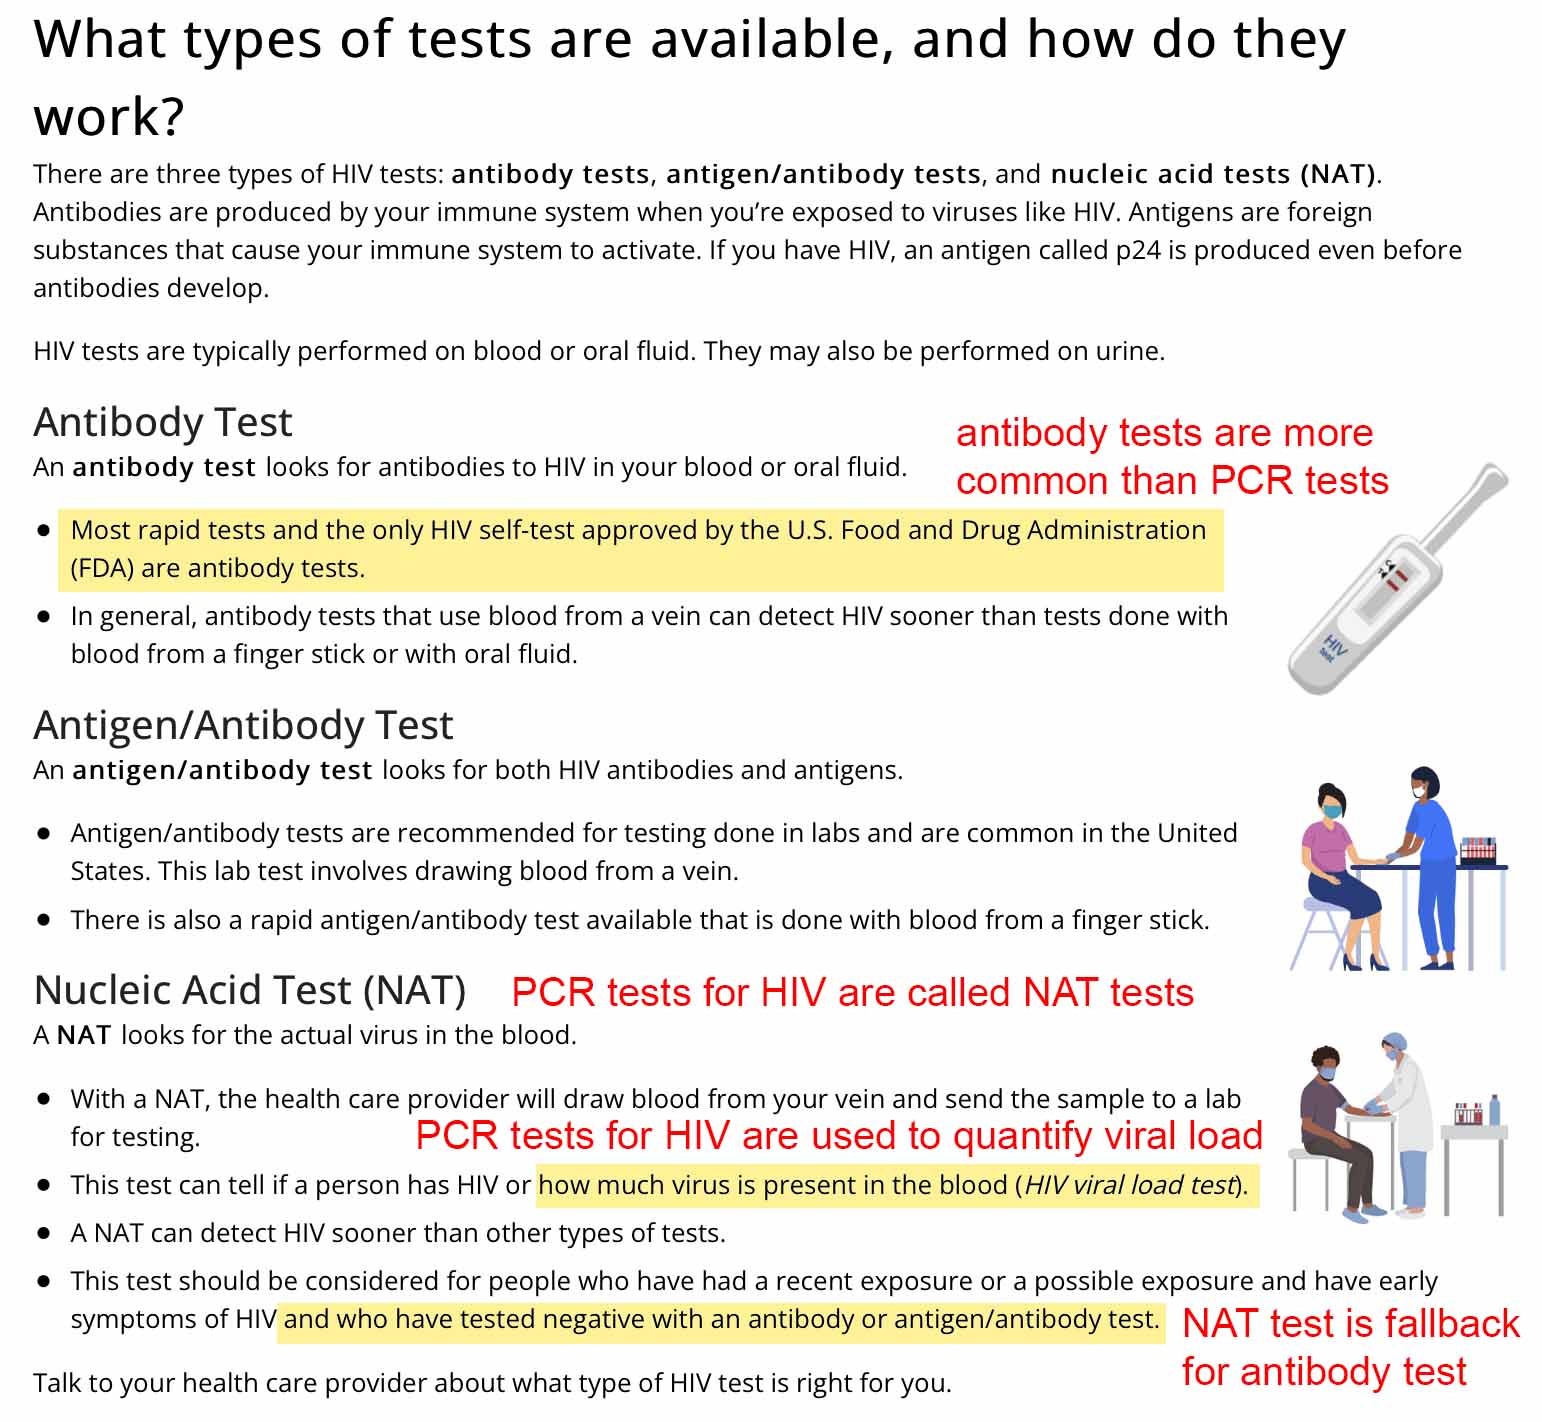 What types of tests are available, and how do they
work?
There are three types of HIV tests: antibody tests, antigen/antibody tests, and nucleic acid tests (NAT).
Antibodies are produced by your immune system when you’re exposed to viruses like HIV. Antigens are foreign
substances that cause your immune system to activate. If you have HIV, an antigen called p24 is produced even before
antibodies develop.
HIV tests are typically performed on blood or oral fluid. They may also be performed on urine.
Antibody Test
antibody tests are more
common than PCR tests
An antibody test looks for antibodies to HIV in your blood or oral fluid.
● Most rapid tests and the only HIV self-test approved by the U.S. Food and Drug Administration
(FDA) are antibody tests.
● In general, antibody tests that use blood from a vein can detect HIV sooner than tests done with
blood from a finger stick or with oral fluid.
C
T
HIV
test
Antigen/Antibody Test
An antigen/antibody test looks for both HIV antibodies and antigens.
● Antigen/antibody tests are recommended for testing done in labs and are common in the United
States. This lab test involves drawing blood from a vein.
● There is also a rapid antigen/antibody test available that is done with blood from a finger stick.
Nucleic Acid Test (NAT)
PCR tests for HIV are called NAT tests
A NAT looks for the actual virus in the blood.
● With a NAT, the health care provider will draw blood from your vein and send the sample to a lab
for testing.
PCR tests for HIV are used to quantify viral load
● This test can tell if a person has HIV or how much virus is present in the blood (HIV viral load test).
● A NAT can detect HIV sooner than other types of tests.
● This test should be considered for people who have had a recent exposure or a possible exposure and have early
symptoms of HIV and who have tested negative with an antibody or antigen/antibody test.
NAT test is fallback
for antibody test
Talk to your health care provider about what type of HIV test is right for you.